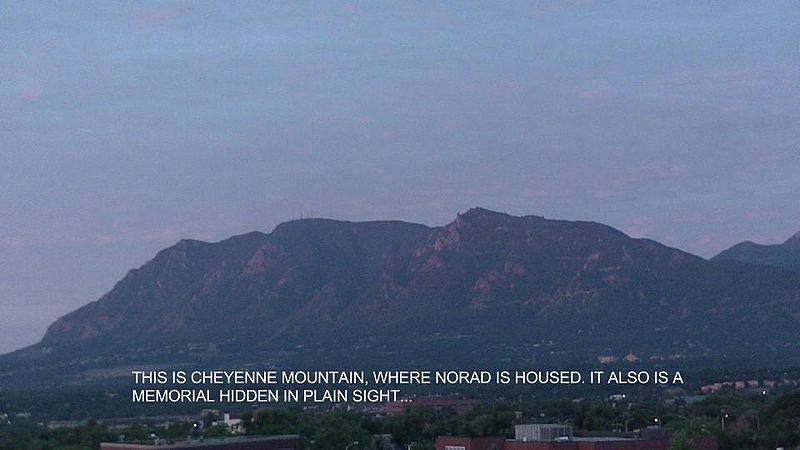 THIS IS CHEYENNE MOUNTAIN, WHERE NORAD IS HOUSED. IT ALSO IS A
MEMORIAL HIDDEN IN PLAIN SIGHT...